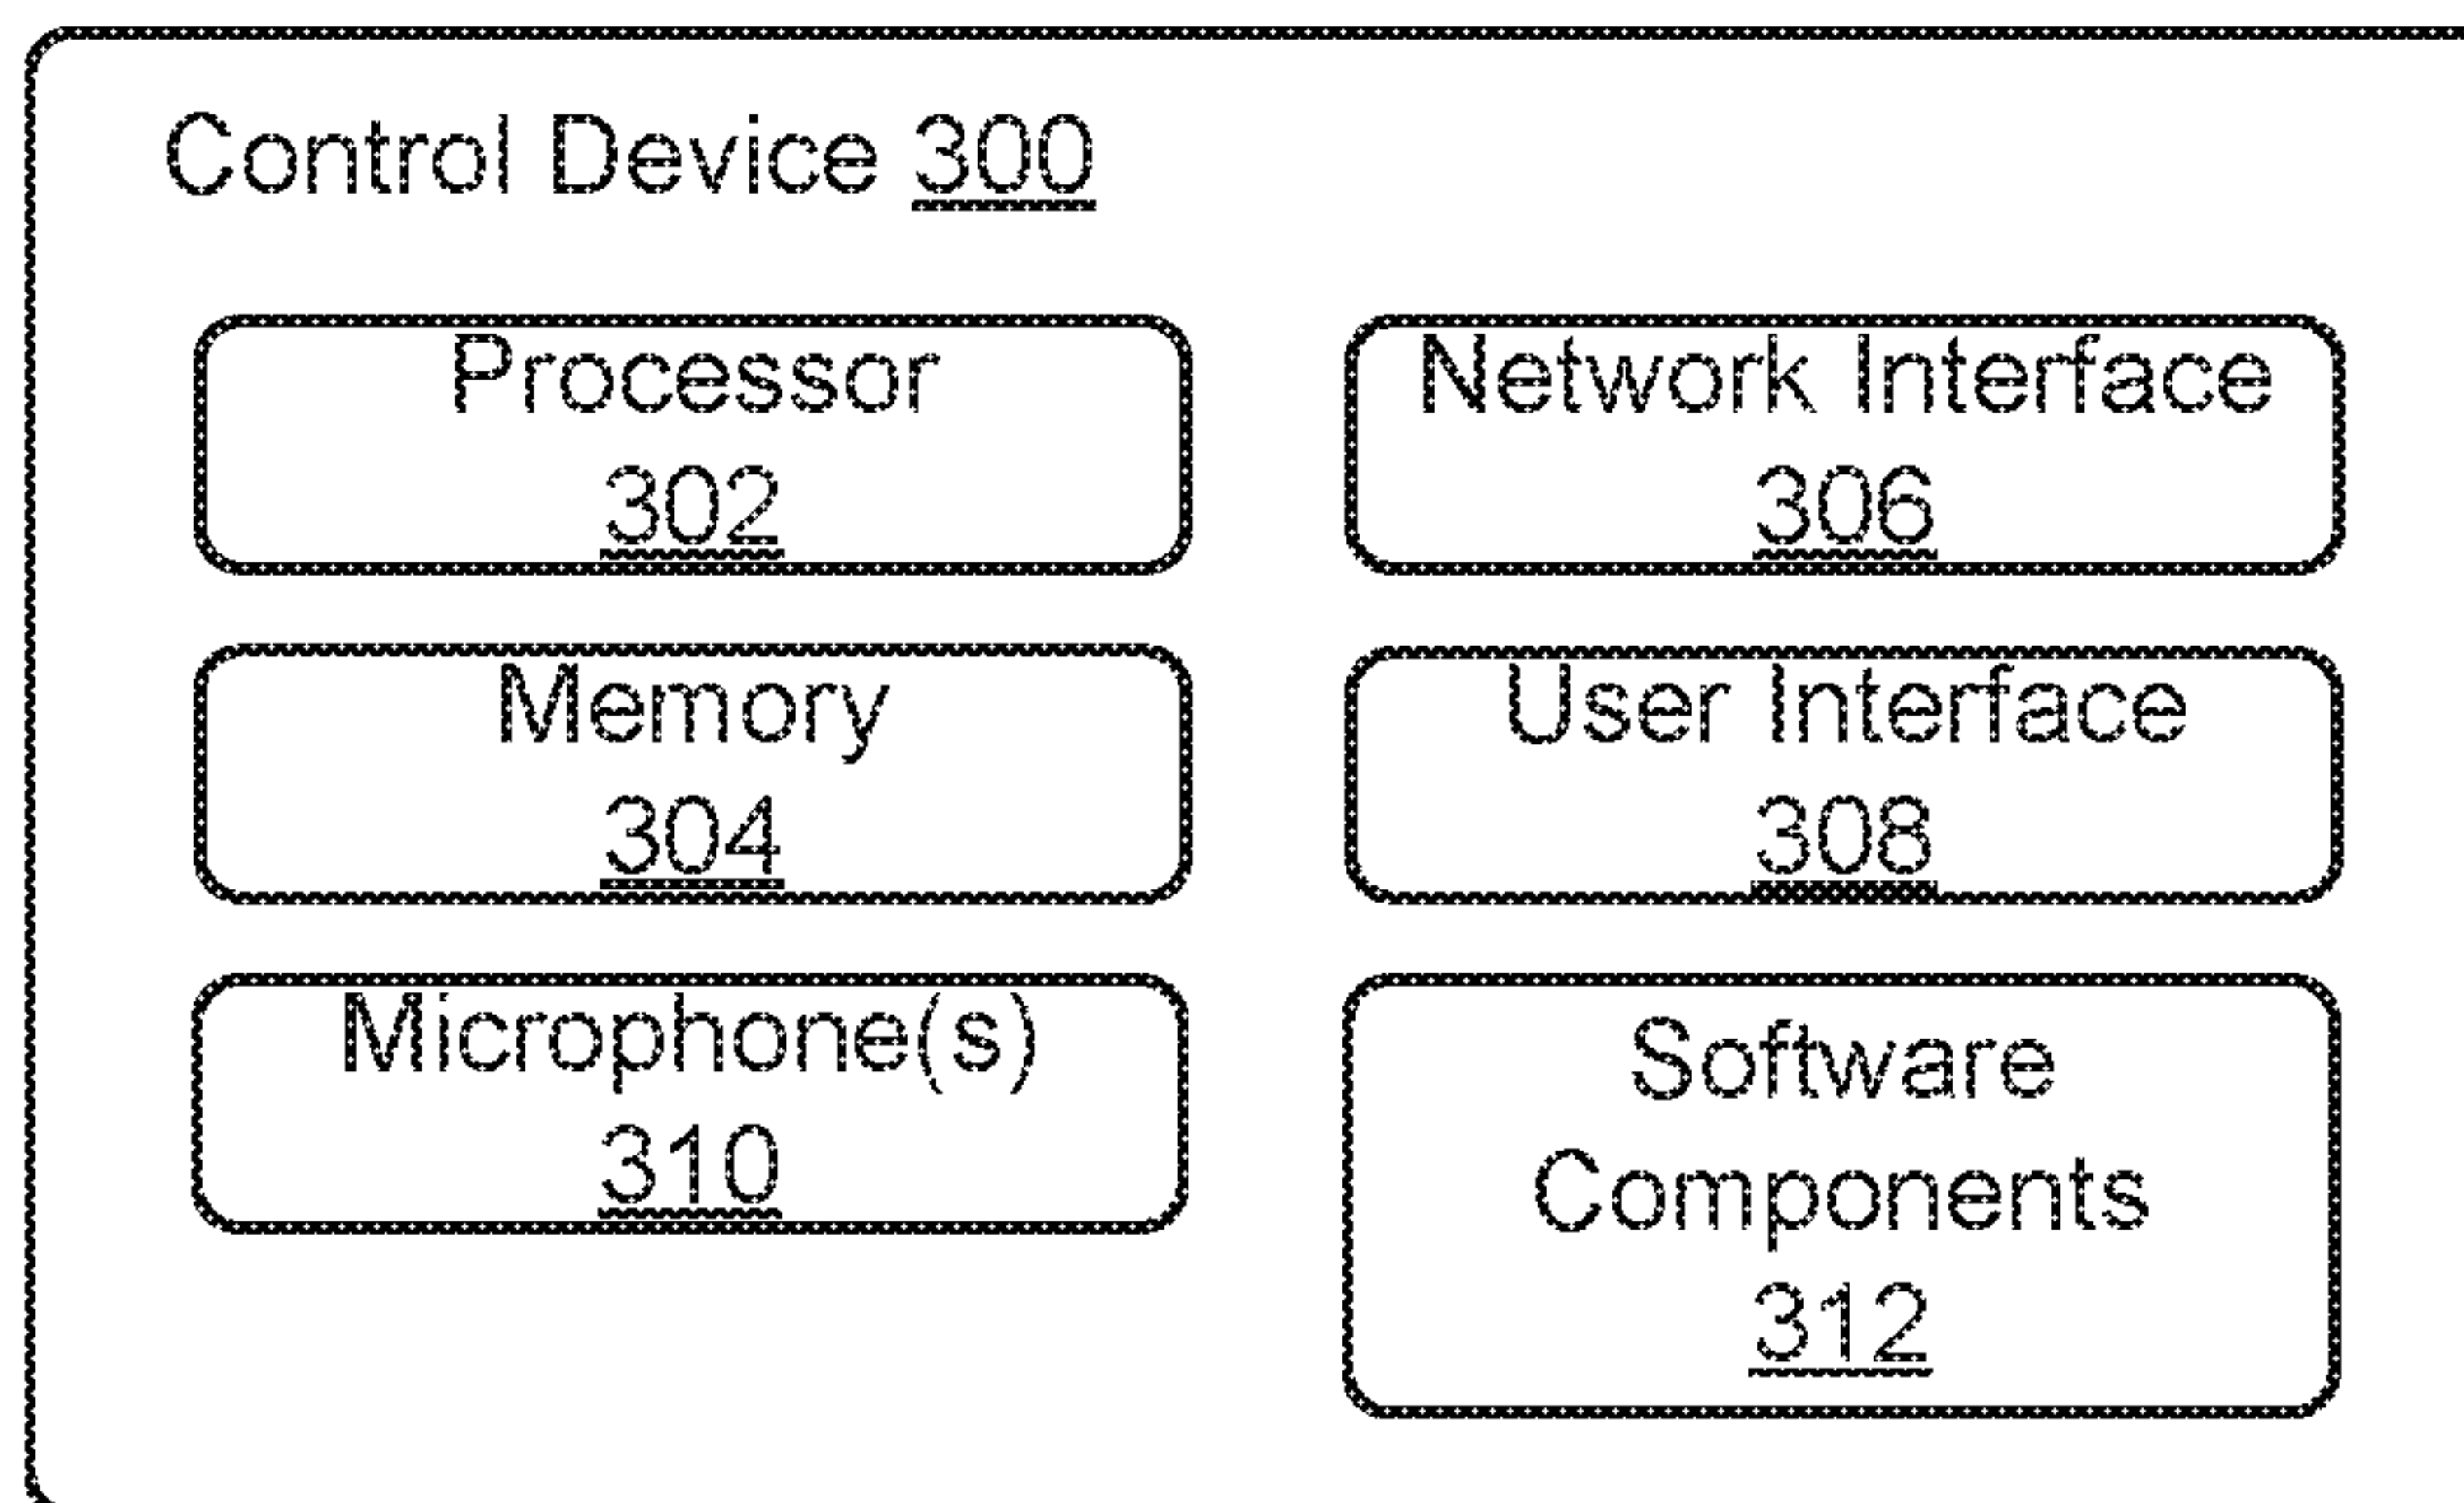 Control Device 300
Processor
302
Network Interface
306
Memory
304
User Interface
308
Microphone(s)
310
Software
Components
312